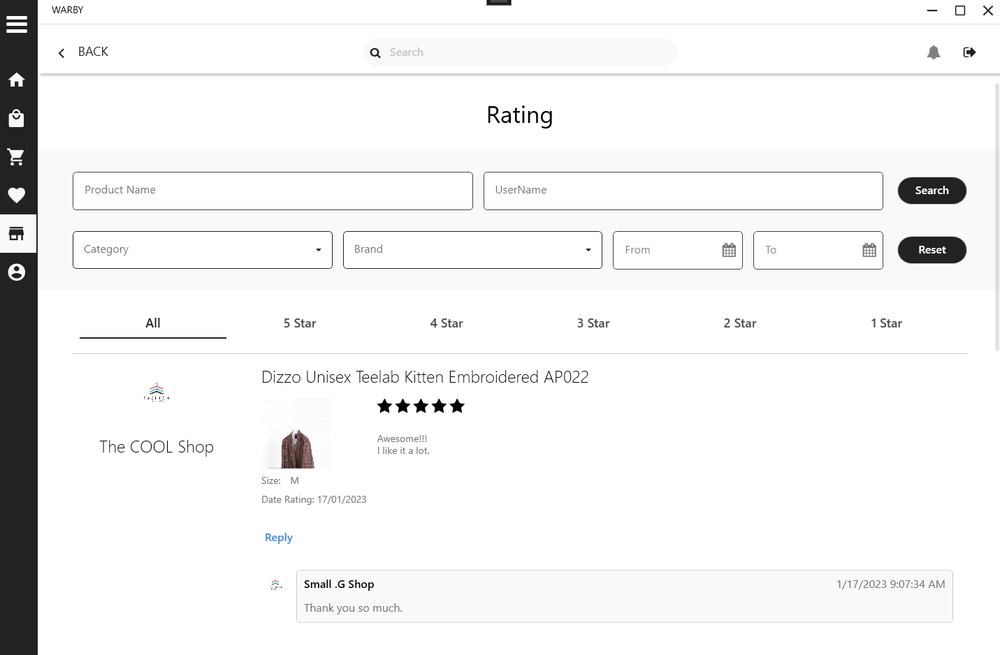 WARBY
BACK
Search
Rating
Product Name
UserName
Search
Category
Brand
From
To
Reset
All
5 Star
4 Star
3 Star
2 Star
1 Star
Dizzo Unisex Teelab Kitten Embroidered AP022
FASHION
The COOL Shop
Awesome!!!
I like it a lot.
Size: M
Date Rating: 17/01/2023
Reply
Small .G Shop
1/17/2023 9:07:34 AM
Thank you so much.